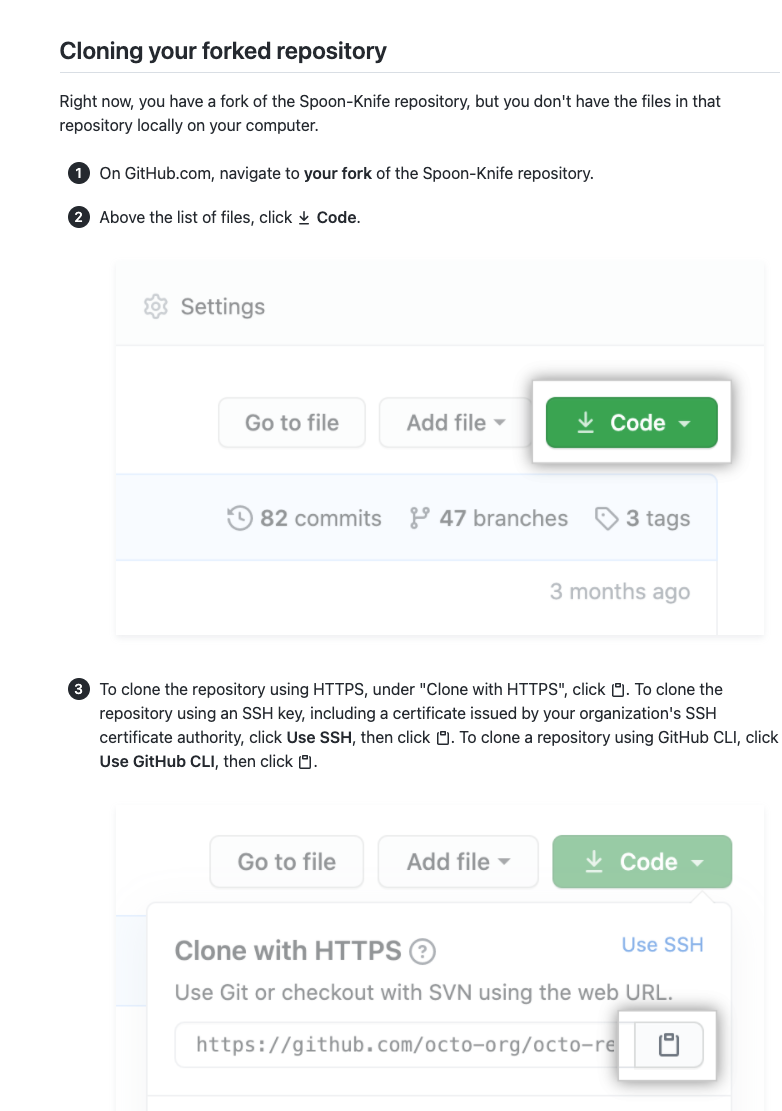 Cloning your forked repository
Right now, you have a fork of the Spoon-Knife repository, but you don't have the files in that
repository locally on your computer.
1 On GitHub.com, navigate to your fork of the Spoon-Knife repository.
2 Above the list of files, click Code.
Settings
Go to file Add file Code
82 commits 47 branches 3 tags
3 months ago
3 To clone the repository using HTTPS, under "Clone with HTTPS", click . To clone the
repository using an SSH key, including a certificate issued by your organization's SSH
certificate authority, click Use SSH, then click . To clone a repository using GitHub CLI, click
Use GitHub CLI, then click .
Go to file Add file Code
Clone with HTTPS ? Use SSH
Use Git or checkout with SVN using the web URL.
https://github.com/octo-org/octo-re